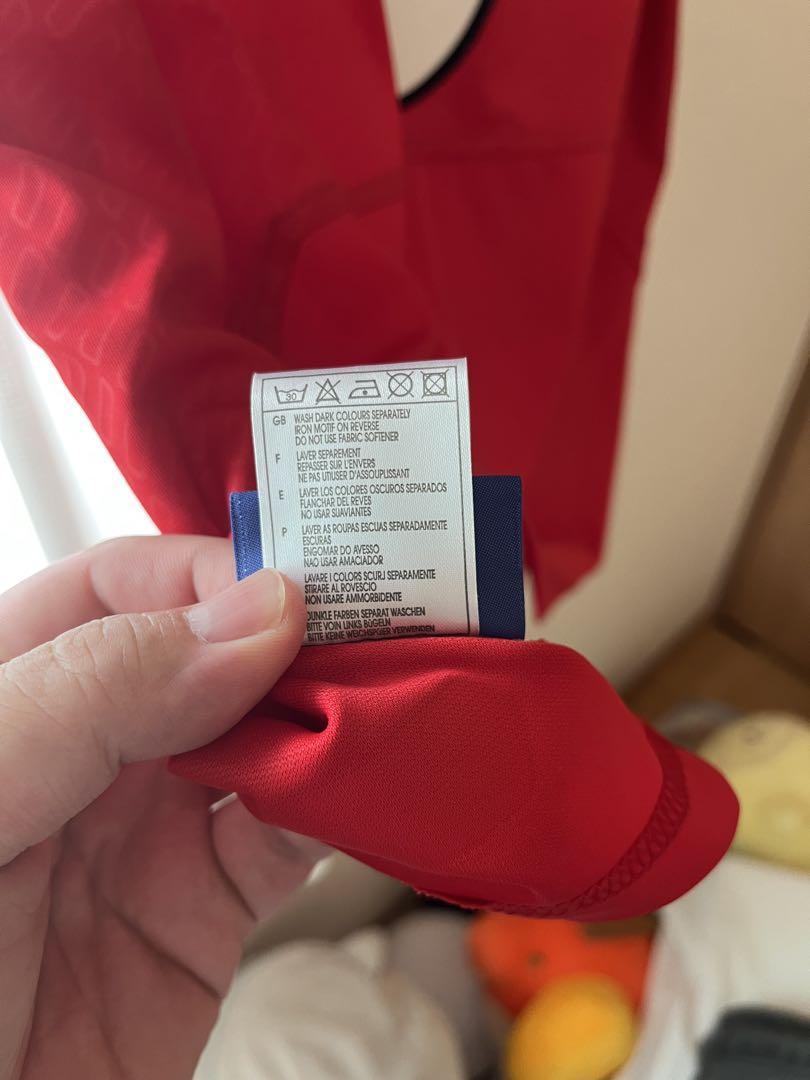 30
GB WASH DARK COLOURS SEPARATELY
IRON MOTIF ON REVERSE
DO NOT USE FABRIC SOFTENER
F LAVER SEPAREMENT
REPASSER SUR L'ENVERS
NE PAS UTIUSER D'ASSOUPLISSANT
E LAVER LOS COLORES OSCUROS SEPARADOS
FLANCHAR DEL REVES
NO USAR SUAVIANTES
P LAVER AS ROUPAS ESCUAS SEPARADAMENTE
ESCURAS
ENGOMAR DO AVESSO
NAO USAR AMACIADOR
LAVARE I COLORS SCURJ SEPARAMENTE
STIRARE AL ROVESCIO
NON USARE AMMORBIDENTE
DUNKLE FARBEN SEPARAT WASCHEN
BITTE VOIN LINKS BÜGELN
BITTE KEINE WEICHSPÜER VERWENDEN